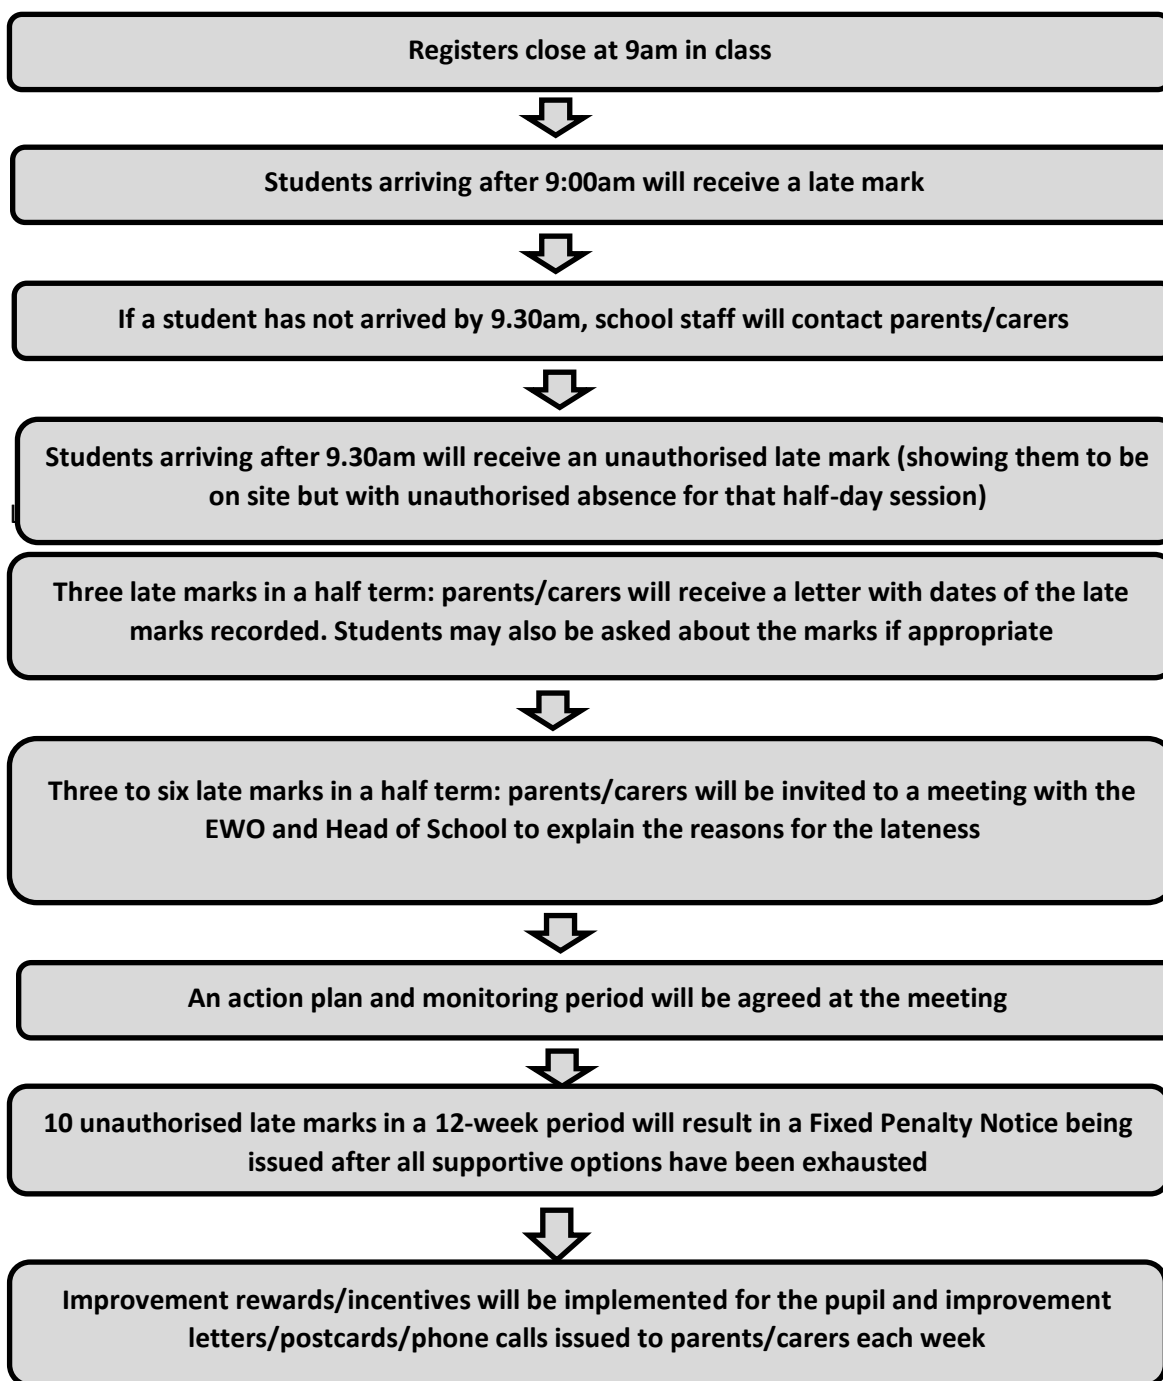 Registers close at 9am in class
Students arriving after 9:00am will receive a late mark
If a student has not arrived by 9.30am, school staff will contact parents/carers
Students arriving after 9.30am will receive an unauthorised late mark (showing them to be
on site but with unauthorised absence for that half-day session)
Three late marks in a half term: parents/carers will receive a letter with dates of the late
marks recorded. Students may also be asked about the marks if appropriate
Three to six late marks in a half term: parents/carers will be invited to a meeting with the
EWO and Head of School to explain the reasons for the lateness
An action plan and monitoring period will be agreed at the meeting
10 unauthorised late marks in a 12-week period will result in a Fixed Penalty Notice being
issued after all supportive options have been exhausted
Improvement rewards/incentives will be implemented for the pupil and improvement
letters/postcards/phone calls issued to parents/carers each week